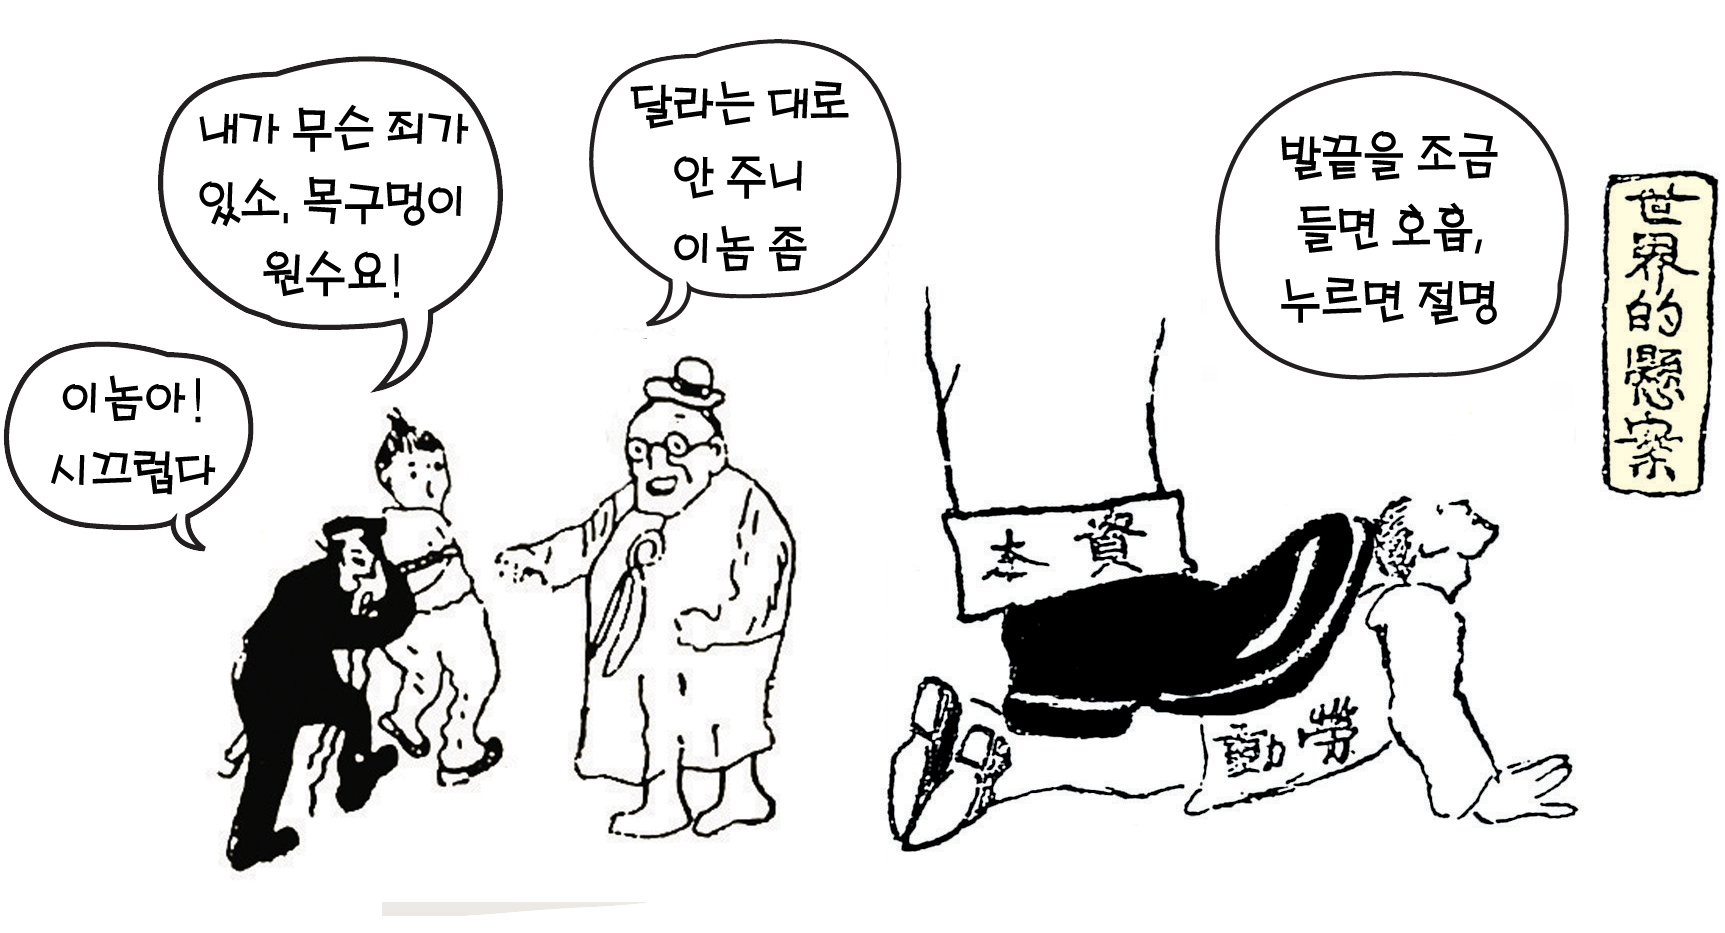 이놈아!
시끄럽다
내가 무슨 죄가
있소, 목구멍이
원수요!
달라는 대로
안 주니
이놈 좀
발끝을 조금
들면 호흡,
누르면 절명
世界的懸案
本資
勤勞